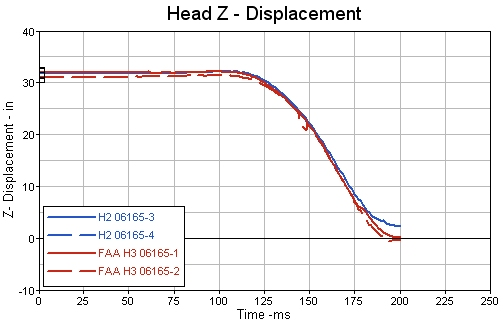 Head Z - Displacement
40
30
20
10
0
-10
Z- Displacement - in
H2 06165-3
H2 06165-4
FAA H3 06165-1
FAA H3 06165-2
0 25 50 75 100 125 150 175 200 225 250
Time -ms